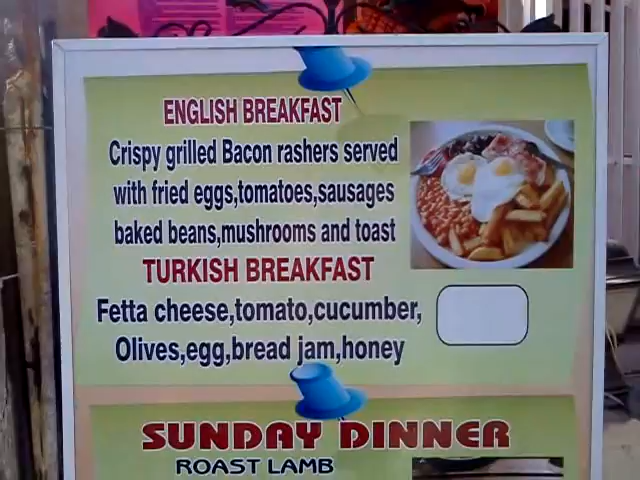 ENGLISH BREAKFAST
Crispy grilled Bacon rashers served
with fried eggs,tomatoes,sausages
baked beans,mushrooms and toast
TURKISH BREAKFAST
Fetta cheese,tomato,cucumber,
Olives,egg,bread jam,honey
SUNDAY DINNER
ROAST LAMB